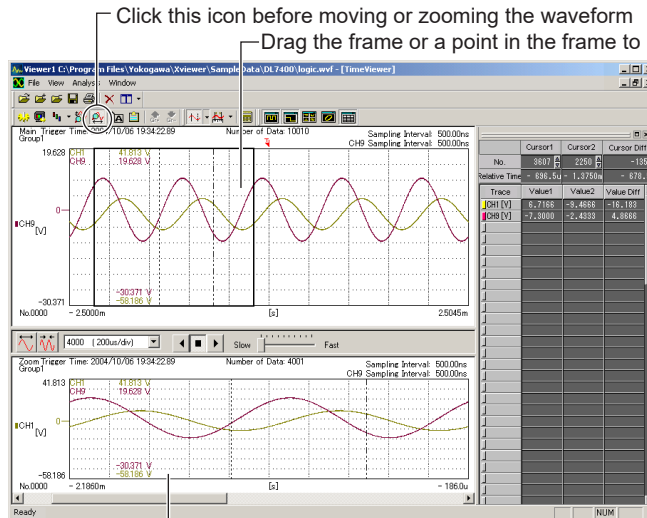 Click this icon before moving or zooming the waveform
Drag the frame or a point in the frame to
Viewer1 C:\Program Files\Yokogawa\Xviewer\SampleData\DL7400\logic.wvf - [TimeViewer]
File View Analysis Window
Main Trigger Time: 2004/10/06 19:34:22.89 Number of Data: 10010 Sampling Interval: 500.00ns
Group1 CH9 Sampling Interval: 500.00ns
19.628 CH1 41.813 V
CH9 19.628 V
0
CH9 [V]
-30.371 V
-58.186 V
-30.371
No.0000 - 2.5000m [s] 2.5045m
4000 (200us/div) Slow Fast
Zoom Trigger Time: 2004/10/06 19:34:22.89 Number of Data: 4001 Sampling Interval: 500.00ns
Group1 CH9 Sampling Interval: 500.00ns
41.813 CH1 41.813 V
CH9 19.628 V
0
CH1 [V]
-30.371 V
-58.186 V
-58.186
No.0000 - 2.1860m [s] - 186.0u
Cursor1 Cursor2 Cursor Diff
No. 3607 2250 -135
Relative Time - 696.5u - 1.3750m - 678.
Trace Value1 Value2 Value Diff
CH1 [V] 6.7166 -9.4666 -16.183
CH9 [V] -7.3000 -2.4333 4.8666
Ready NUM